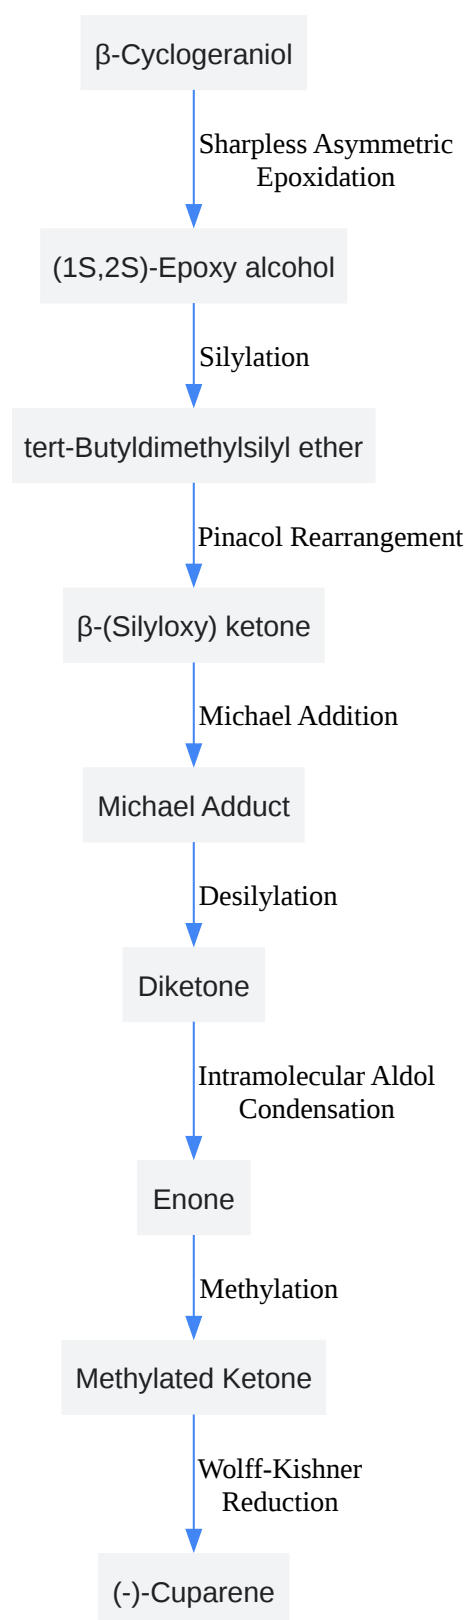 β-Cyclogeraniol
Sharpless Asymmetric
Epoxidation
(1S,2S)-Epoxy alcohol
Silylation
tert-Butyldimethylsilyl ether
Pinacol Rearrangement
β-(Silyloxy) ketone
Michael Addition
Michael Adduct
Desilylation
Diketone
Intramolecular Aldol
Condensation
Enone
Methylation
Methylated Ketone
Wolff-Kishner
Reduction
(-)-Cuparene